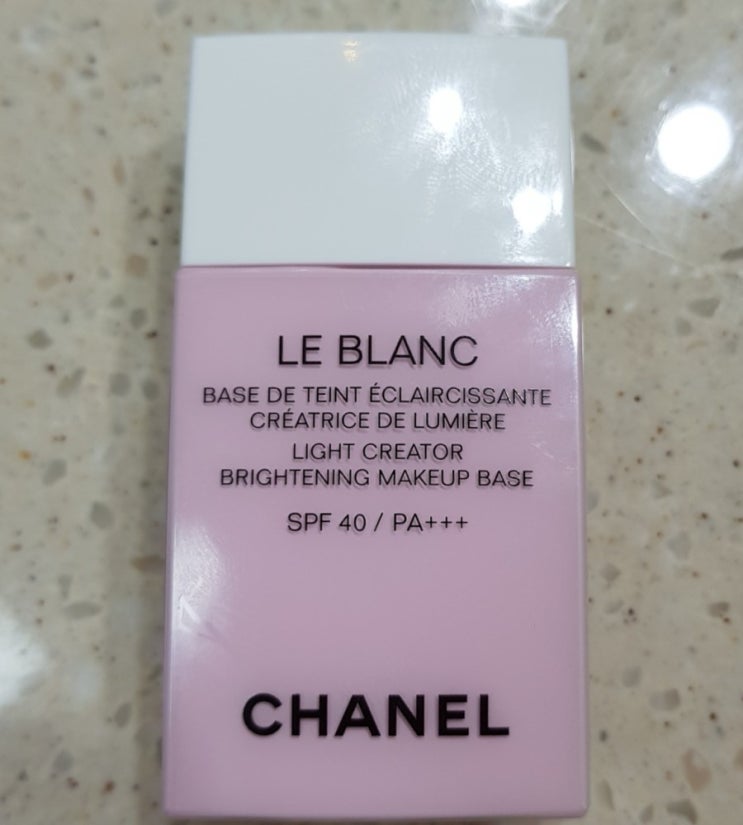 LE BLANC
BASE DE TEINT ÉCLAIRCISSANTE
CRÉATRICE DE LUMIÈRE
LIGHT CREATOR
BRIGHTENING MAKEUP BASE
SPF 40 / PA+++
CHANEL